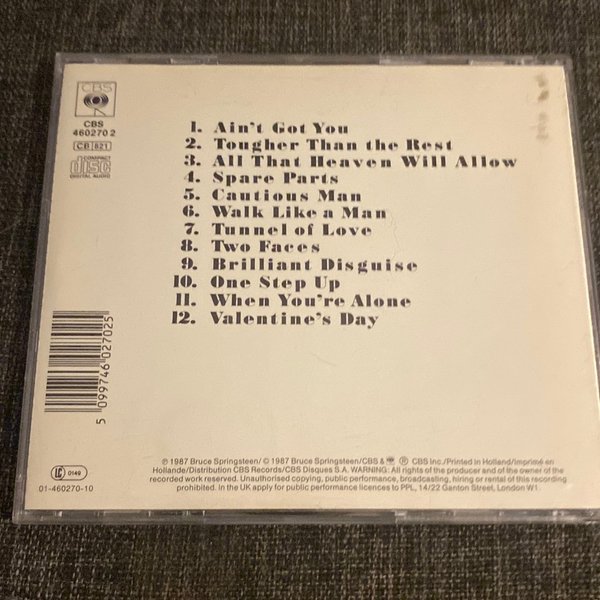 CBS
CBS
460270 2
CB 821
COMPACT
disc
DIGITAL AUDIO
1. Ain't Got You
2. Tougher Than the Rest
3. All That Heaven Will Allow
4. Spare Parts
5. Cautious Man
6. Walk Like a Man
7. Tunnel of Love
8. Two Faces
9. Brilliant Disguise
10. One Step Up
11. When You're Alone
12. Valentine's Day
5 099746 027025
LC 0149
01-460270-10
℗ 1987 Bruce Springsteen/ © 1987 Bruce Springsteen/CBS & ® CBS Inc./Printed in Holland/Imprimé en
Hollande/Distribution CBS Records/CBS Disques S.A. WARNING: All rights of the producer and of the owner of the
recorded work reserved. Unauthorised copying, public performance, broadcasting, hiring or rental of this recording
prohibited. In the UK apply for public performance licences to PPL, 14/22 Ganton Street, London W1.